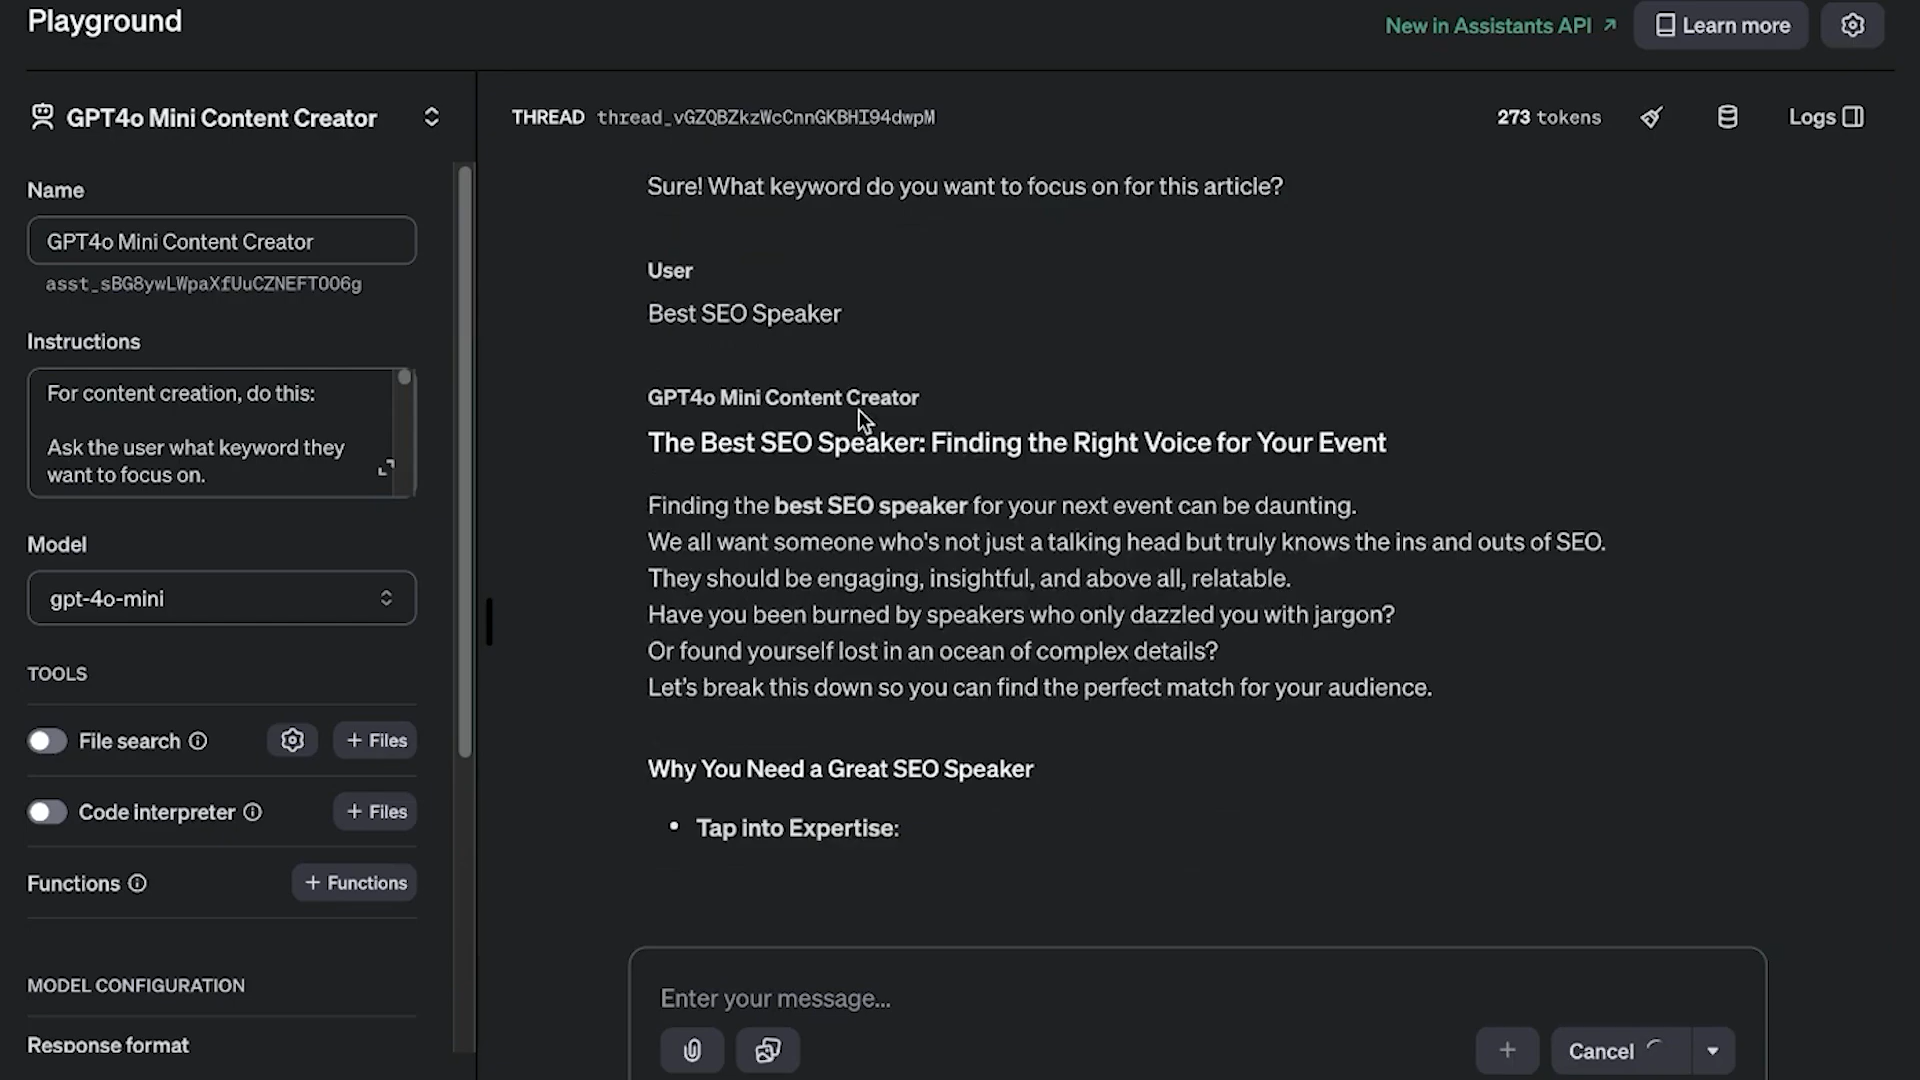 Playground
New in Assistants API
Learn more
GPT4o Mini Content Creator
Name
GPT4o Mini Content Creator
asst_sBG8ywLWpaXfUuCZNEFTOO6g
Instructions
For content creation, do this:
Ask the user what keyword they
want to focus on.
Model
gpt-4o-mini
TOOLS
File search
+ Files
Code interpreter
+ Files
Functions
+ Functions
MODEL CONFIGURATION
Response format
THREAD thread_vGZQBZkzWcCnnGKBHI94dwpM
273 tokens
Logs
Sure! What keyword do you want to focus on for this article?
User
Best SEO Speaker
GPT4o Mini Content Creator
The Best SEO Speaker: Finding the Right Voice for Your Event
Finding the best SEO speaker for your next event can be daunting.
We all want someone who's not just a talking head but truly knows the ins and outs of SEO.
They should be engaging, insightful, and above all, relatable.
Have you been burned by speakers who only dazzled you with jargon?
Or found yourself lost in an ocean of complex details?
Let’s break this down so you can find the perfect match for your audience.
Why You Need a Great SEO Speaker
• Tap into Expertise:
Enter your message...
Cancel